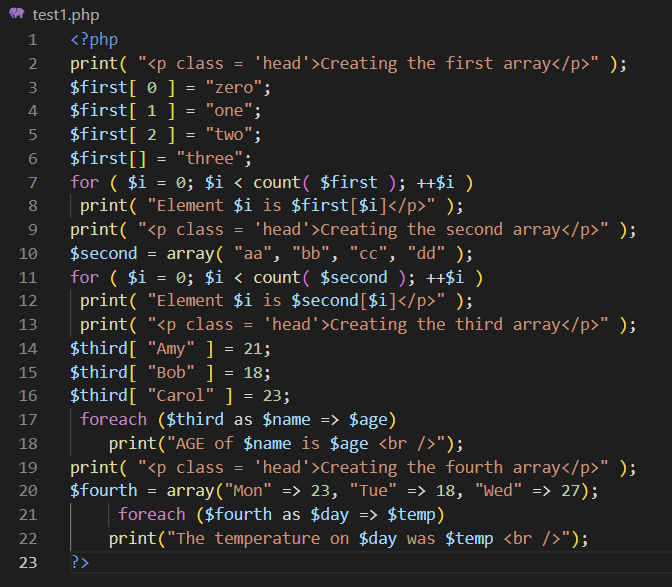 test1.php
1 <?php
2 print( "<p class = 'head'>Creating the first array</p>" );
3 $first[ 0 ] = "zero";
4 $first[ 1 ] = "one";
5 $first[ 2 ] = "two";
6 $first[] = "three";
7 for ( $i = 0; $i < count( $first ); ++$i )
8 print( "Element $i is $first[$i]</p>" );
9 print( "<p class = 'head'>Creating the second array</p>" );
10 $second = array( "aa", "bb", "cc", "dd" );
11 for ( $i = 0; $i < count( $second ); ++$i )
12 print( "Element $i is $second[$i]</p>" );
13 print( "<p class = 'head'>Creating the third array</p>" );
14 $third[ "Amy" ] = 21;
15 $third[ "Bob" ] = 18;
16 $third[ "Carol" ] = 23;
17 foreach ($third as $name => $age)
18 print("AGE of $name is $age <br />");
19 print( "<p class = 'head'>Creating the fourth array</p>" );
20 $fourth = array("Mon" => 23, "Tue" => 18, "Wed" => 27);
21 foreach ($fourth as $day => $temp)
22 print("The temperature on $day was $temp <br />");
23 ?>